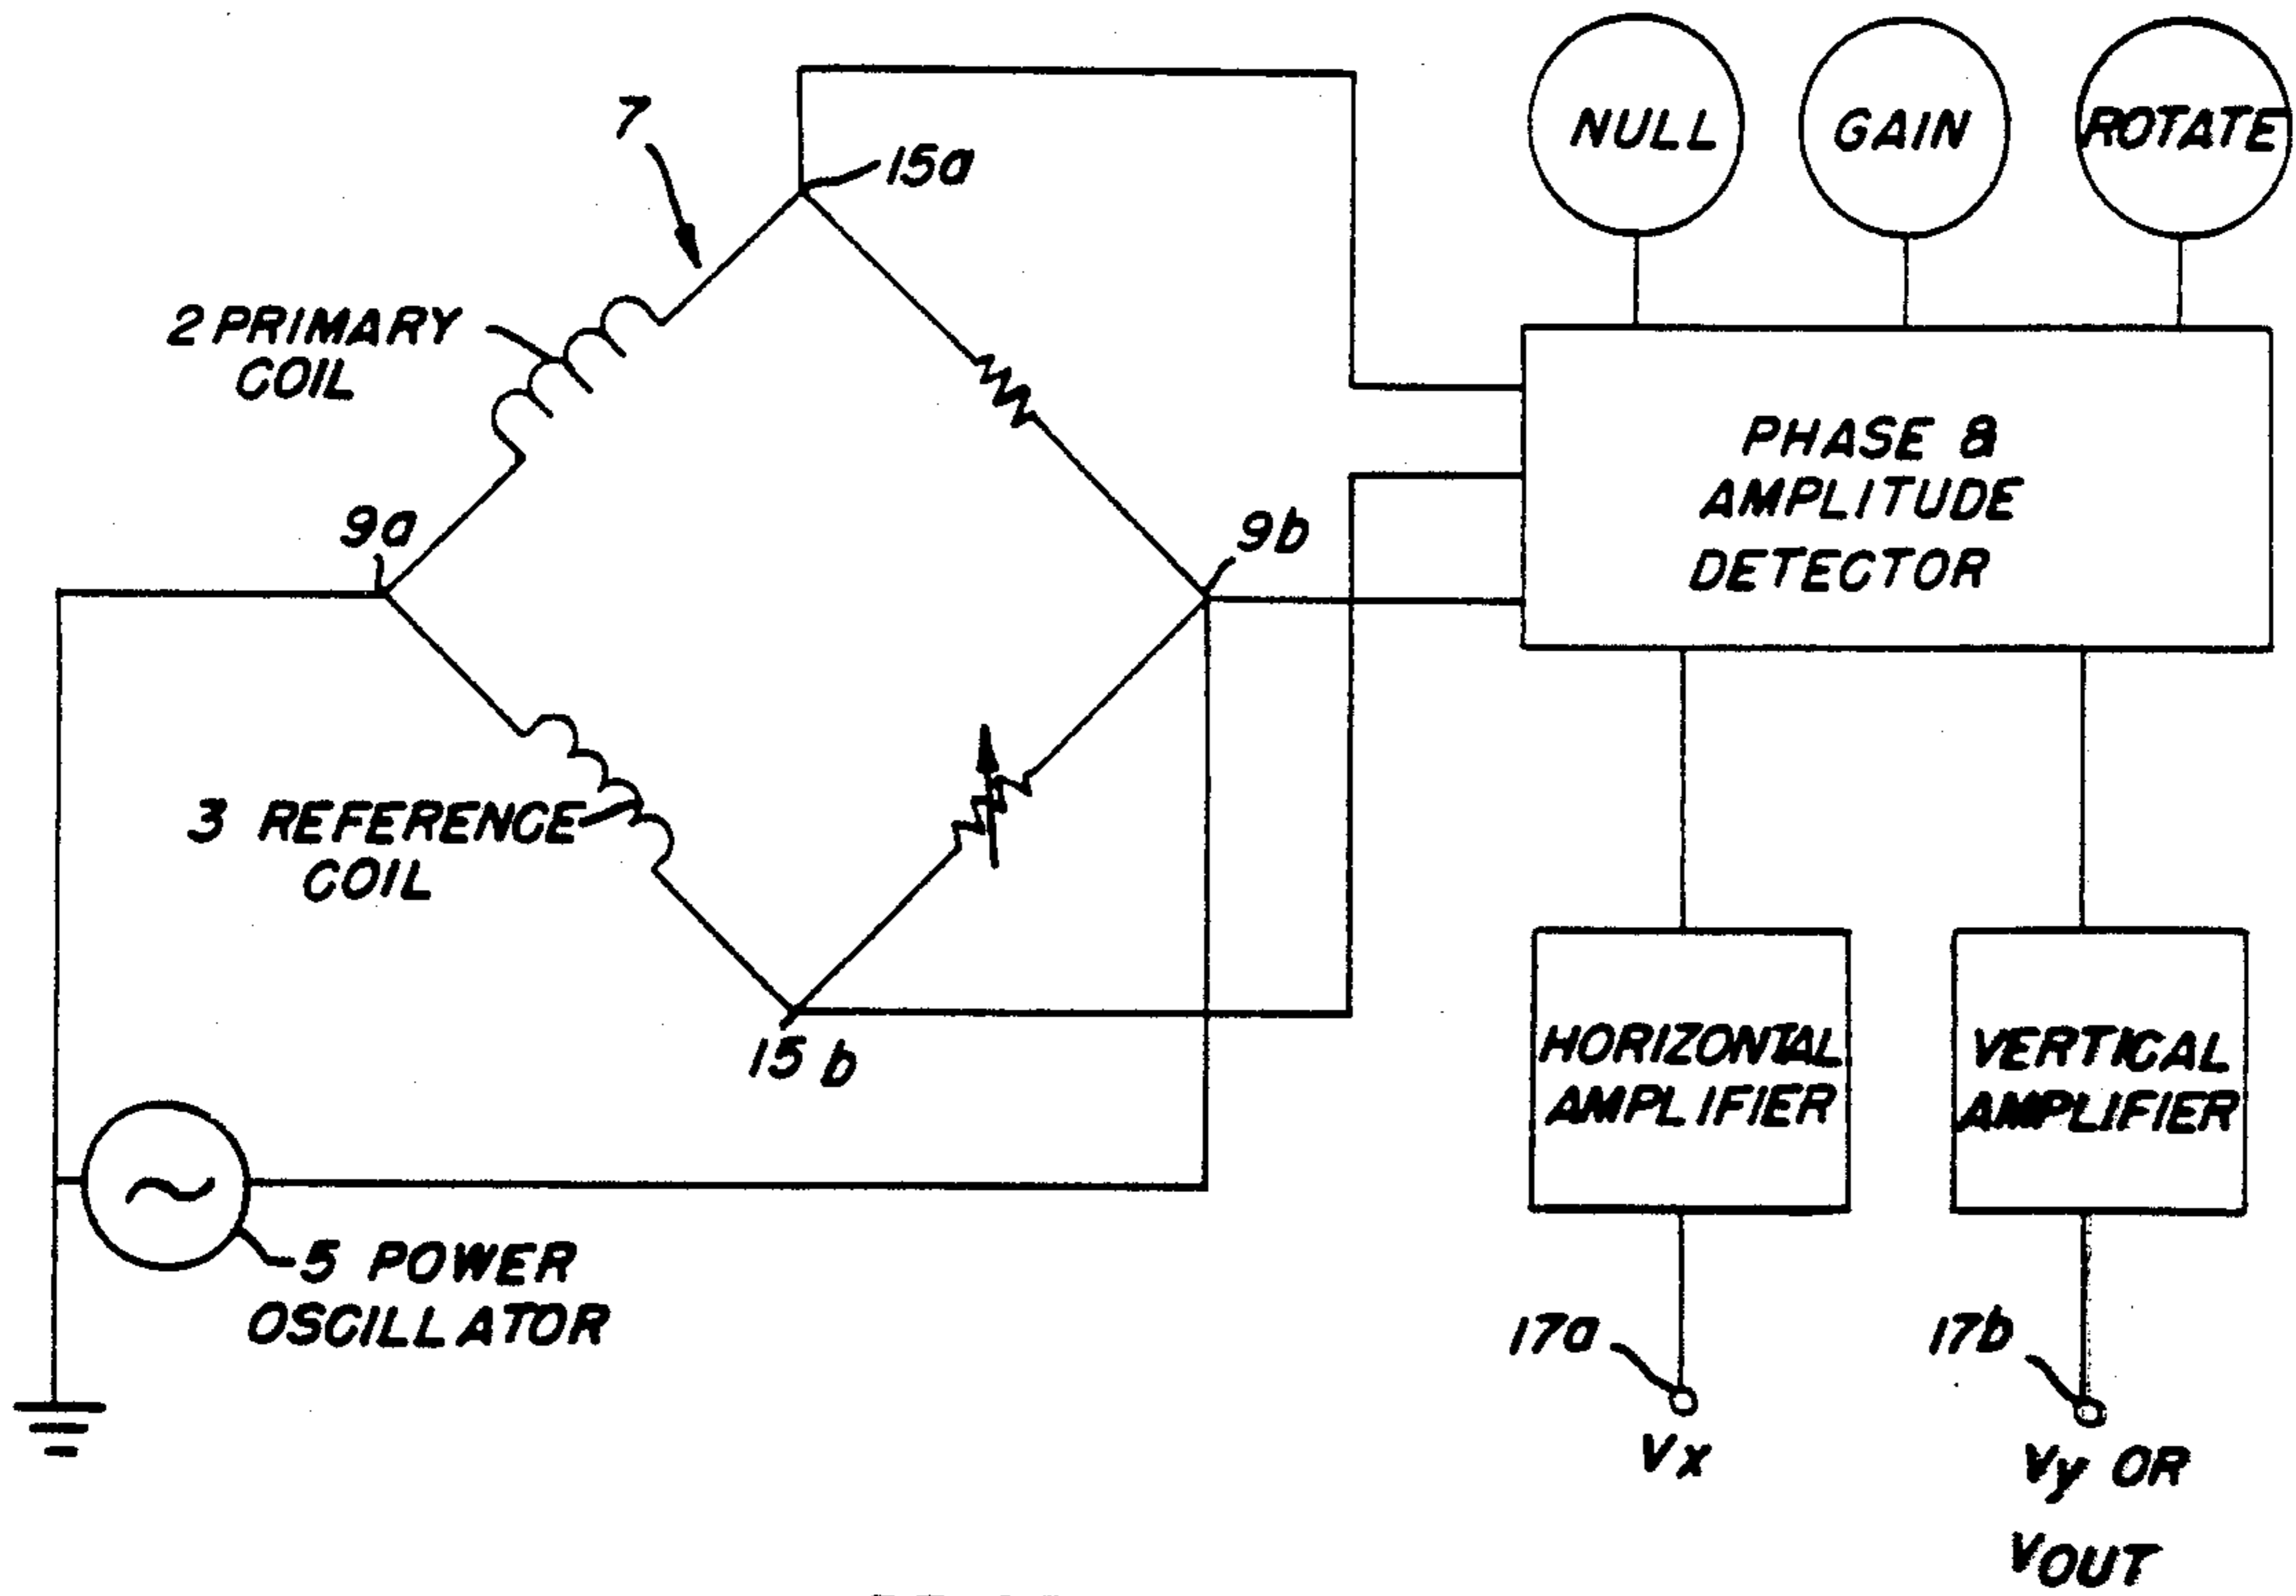 7
15a
NULL
GAIN
ROTATE
2 PRIMARY
COIL
9a
9b
PHASE 8
AMPLITUDE
DETECTOR
3 REFERENCE
COIL
15b
HORIZONTAL
AMPLIFIER
VERTICAL
AMPLIFIER
5 POWER
OSCILLATOR
17a
17b
Vx
Vy OR
VOUT